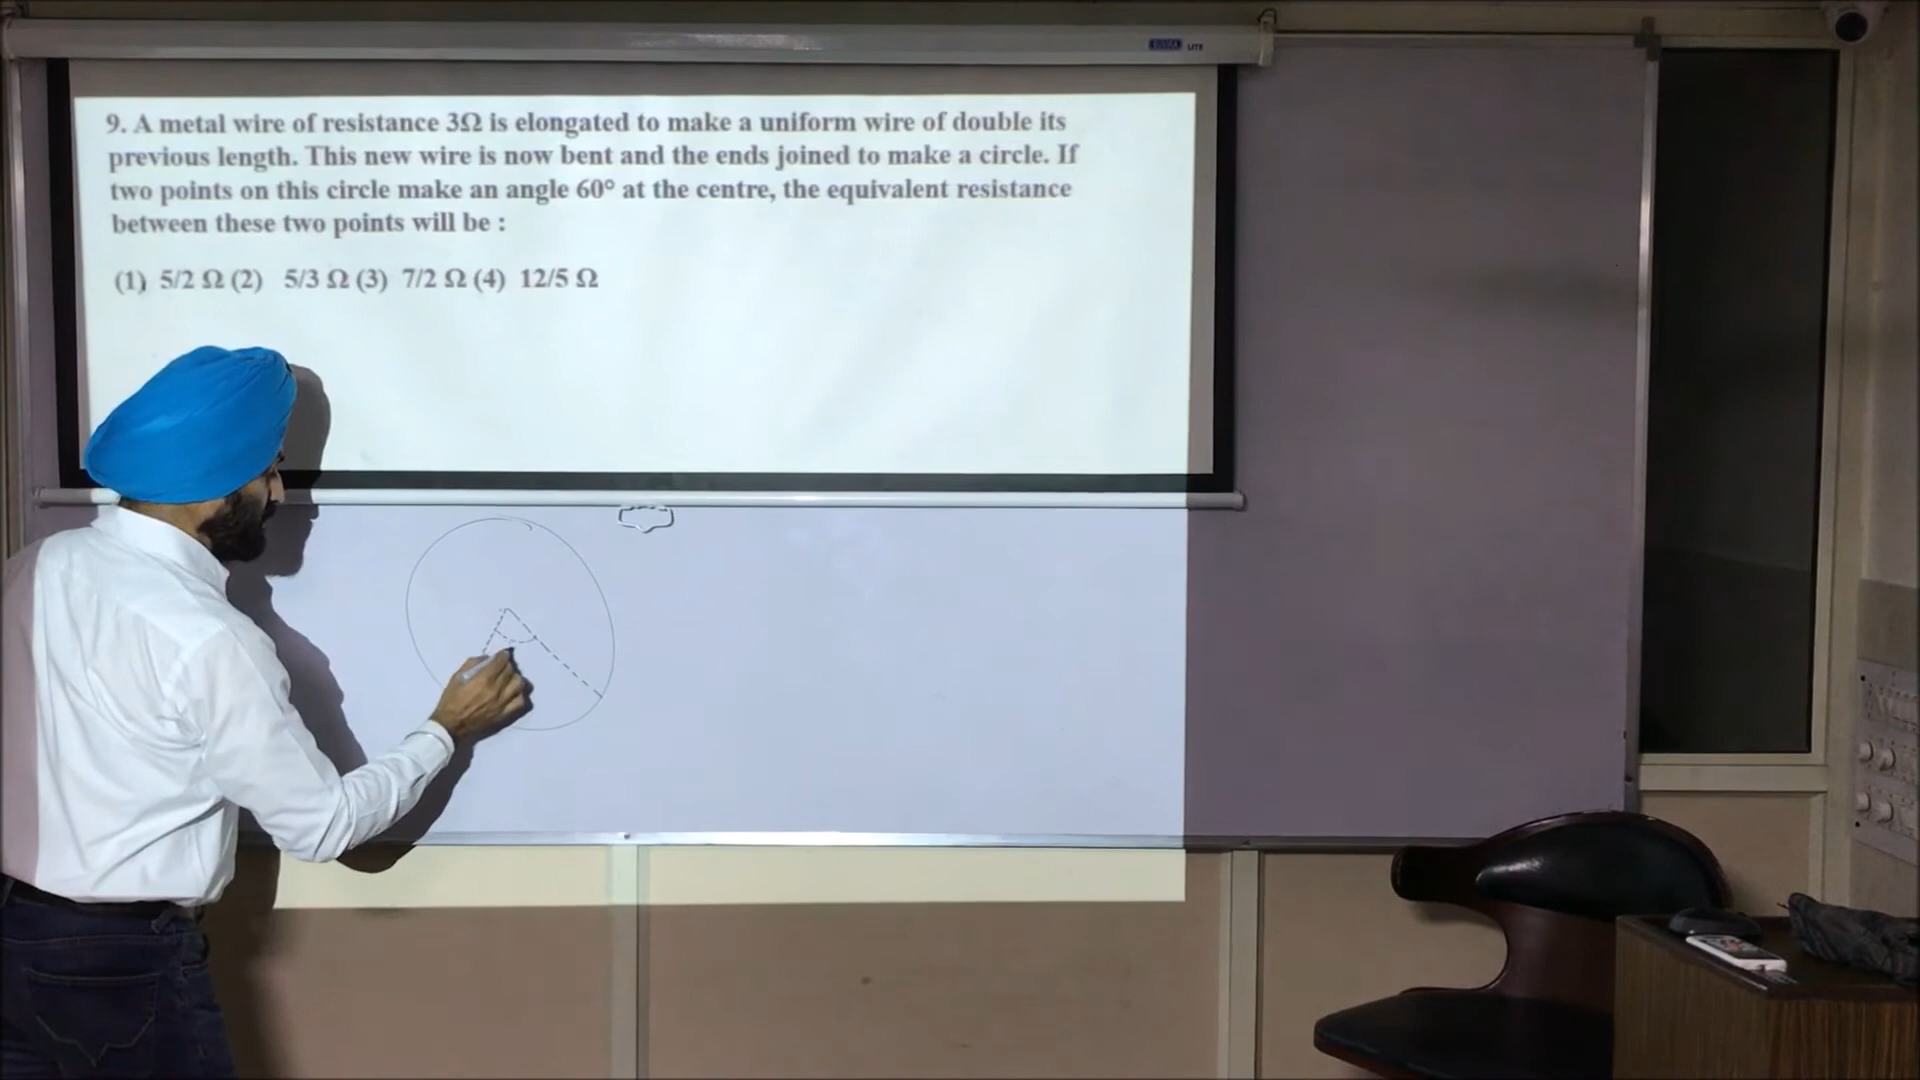 LITE
9. A metal wire of resistance 3Ω is elongated to make a uniform wire of double its
previous length. This new wire is now bent and the ends joined to make a circle. If
two points on this circle make an angle 60° at the centre, the equivalent resistance
between these two points will be :
(1) 5/2 Ω (2) 5/3 Ω (3) 7/2 Ω (4) 12/5 Ω